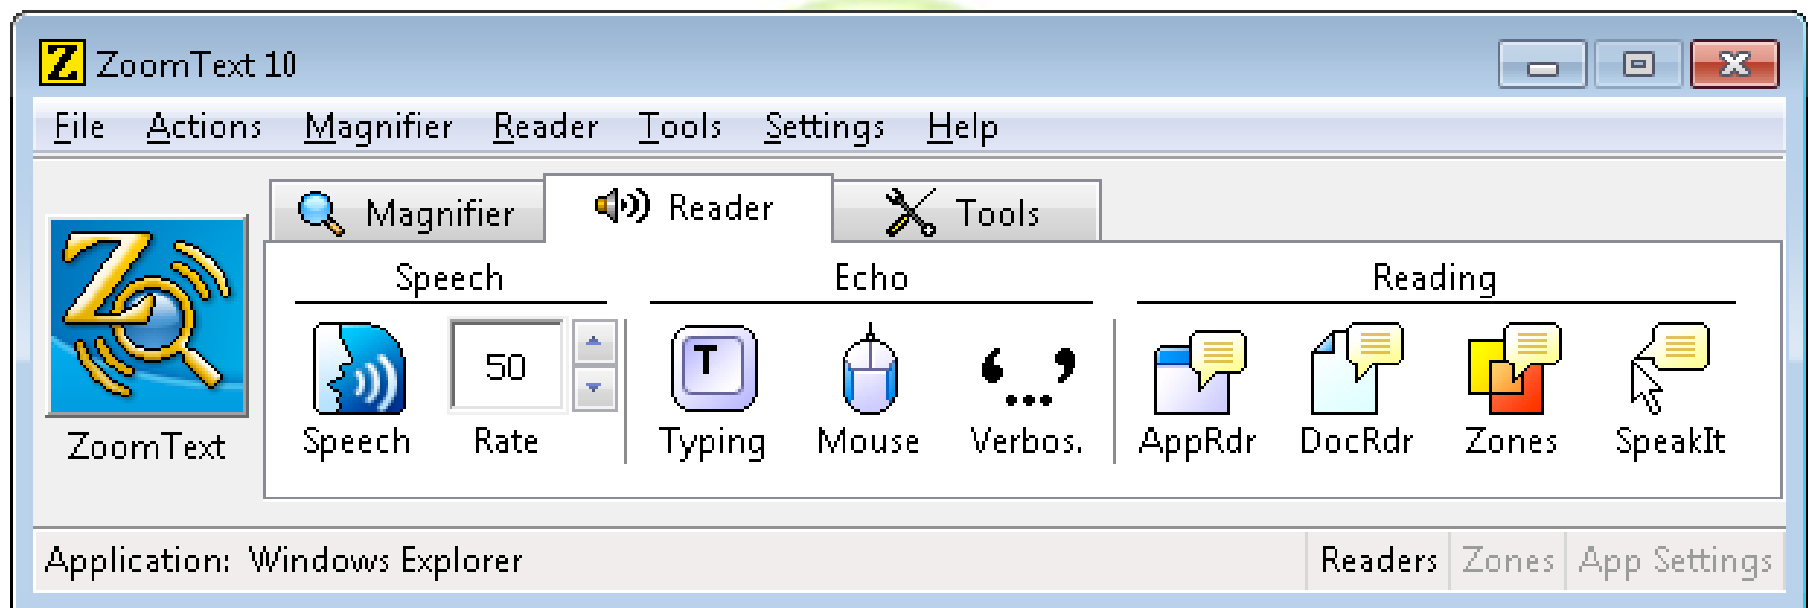 ZoomText 10
File Actions Magnifier Reader Tools Settings Help
Magnifier Reader Tools
Speech Echo Reading
50 T
ZoomText Speech Rate Typing Mouse Verbos. AppRdr DocRdr Zones SpeakIt
Application: Windows Explorer Readers Zones App Settings